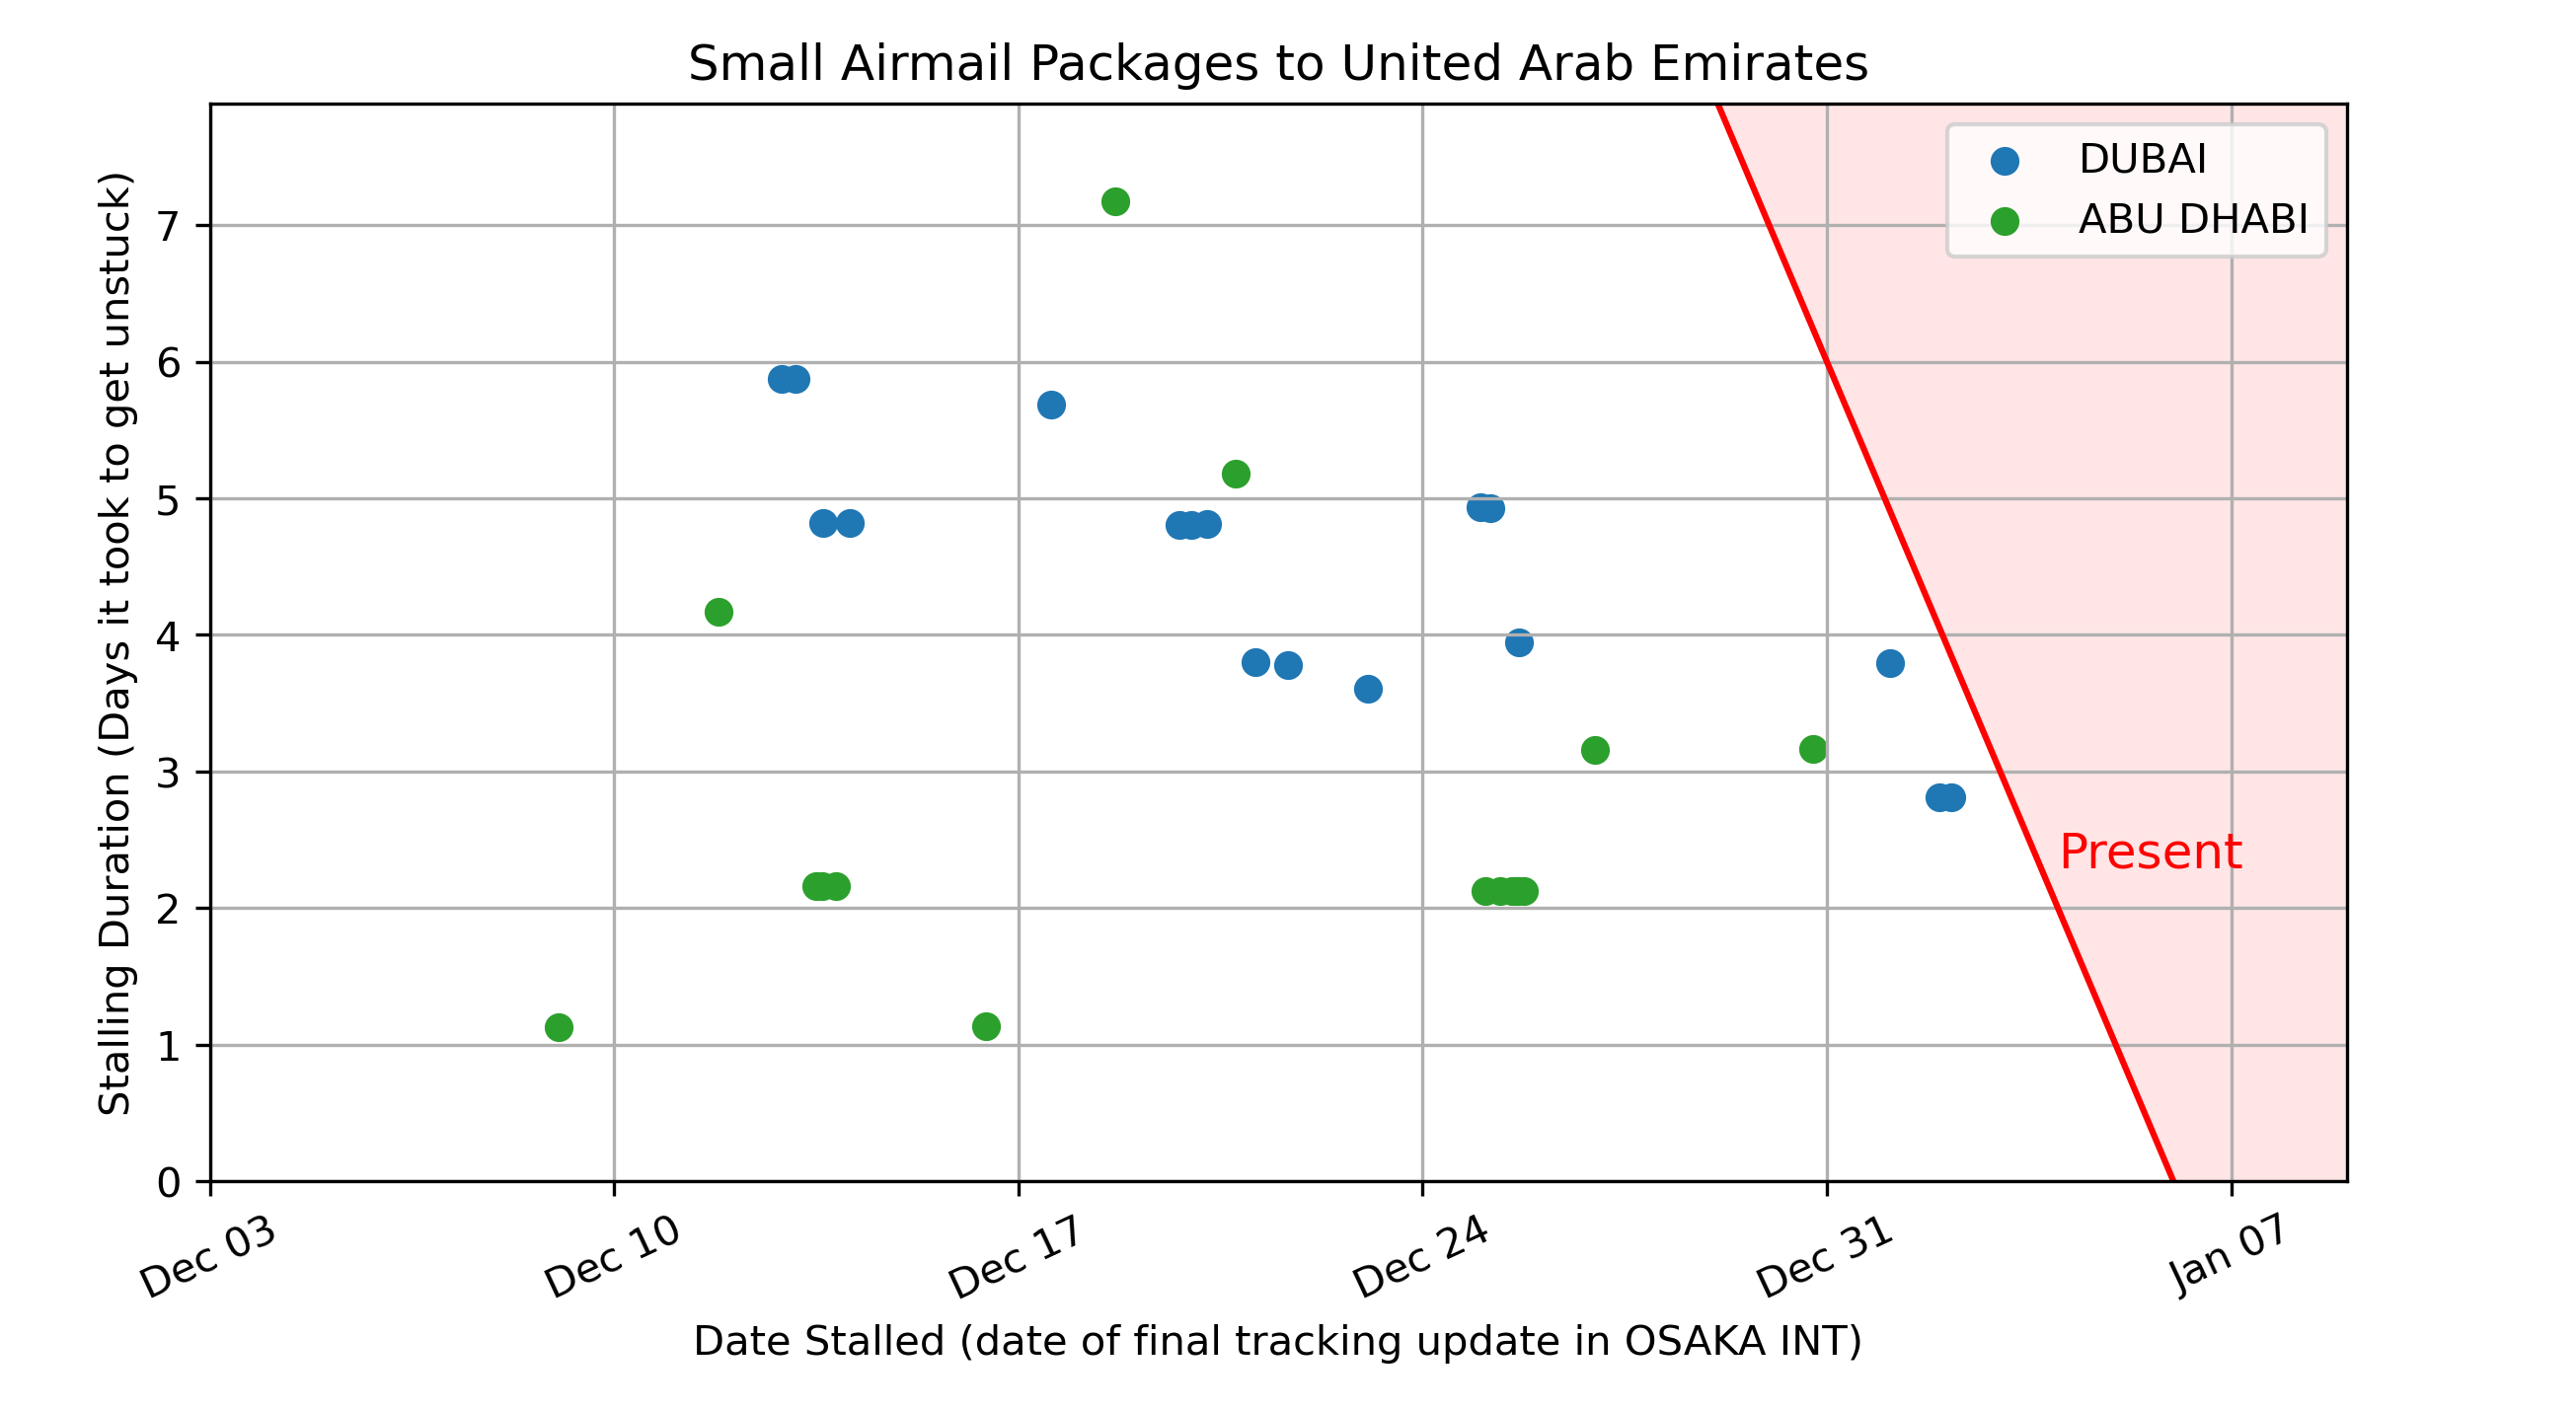 Small Airmail Packages to United Arab Emirates
DUBAI
ABU DHABI
Stalling Duration (Days it took to get unstuck)
7
6
5
4
3
2
1
0
Present
Dec 03
Dec 10
Dec 17
Dec 24
Dec 31
Jan 07
Date Stalled (date of final tracking update in OSAKA INT)